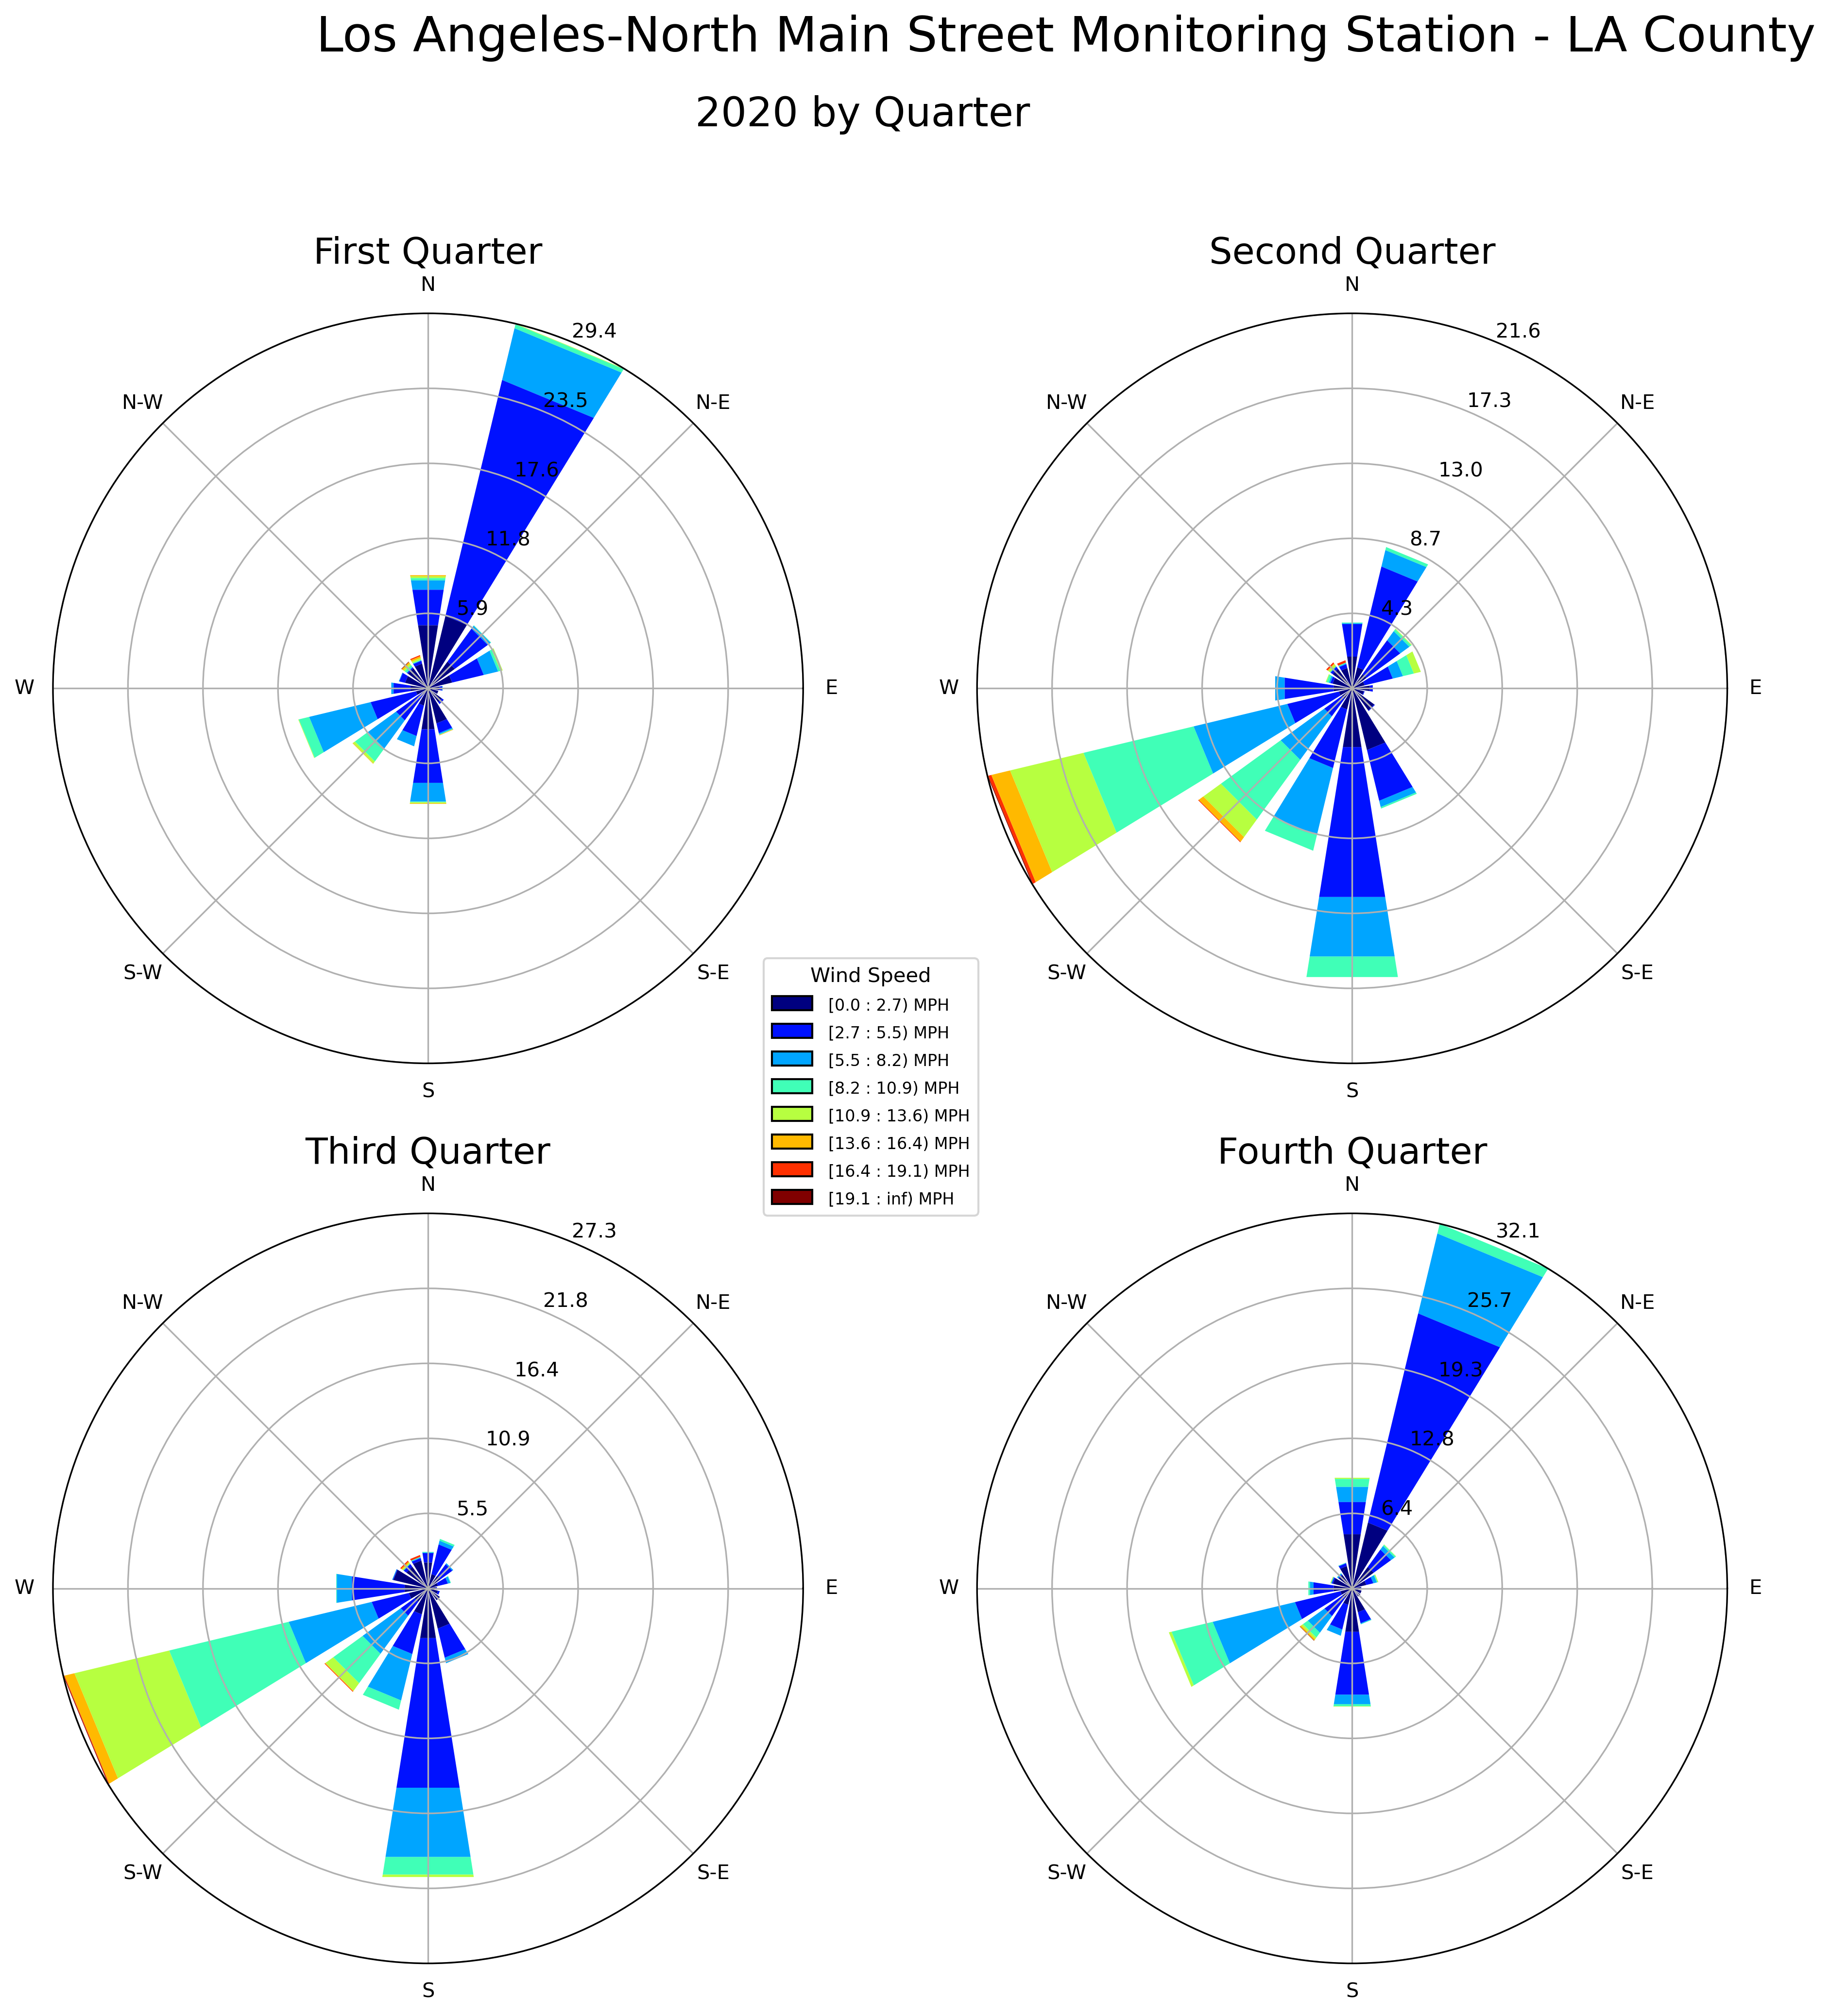 Los Angeles-North Main Street Monitoring Station - LA County
2020 by Quarter
First Quarter
N
29.4
N-W
23.5
N-E
17.6
11.8
5.9
W
E
S-W
S-E
S
Second Quarter
N
21.6
N-W
17.3
N-E
13.0
8.7
4.3
W
E
S-W
S-E
S
Wind Speed
[0.0 : 2.7) MPH
[2.7 : 5.5) MPH
[5.5 : 8.2) MPH
[8.2 : 10.9) MPH
[10.9 : 13.6) MPH
[13.6 : 16.4) MPH
[16.4 : 19.1) MPH
[19.1 : inf) MPH
Third Quarter
N
27.3
N-W
21.8
N-E
16.4
10.9
5.5
W
E
S-W
S-E
S
Fourth Quarter
N
32.1
N-W
25.7
N-E
19.3
12.8
6.4
W
E
S-W
S-E
S